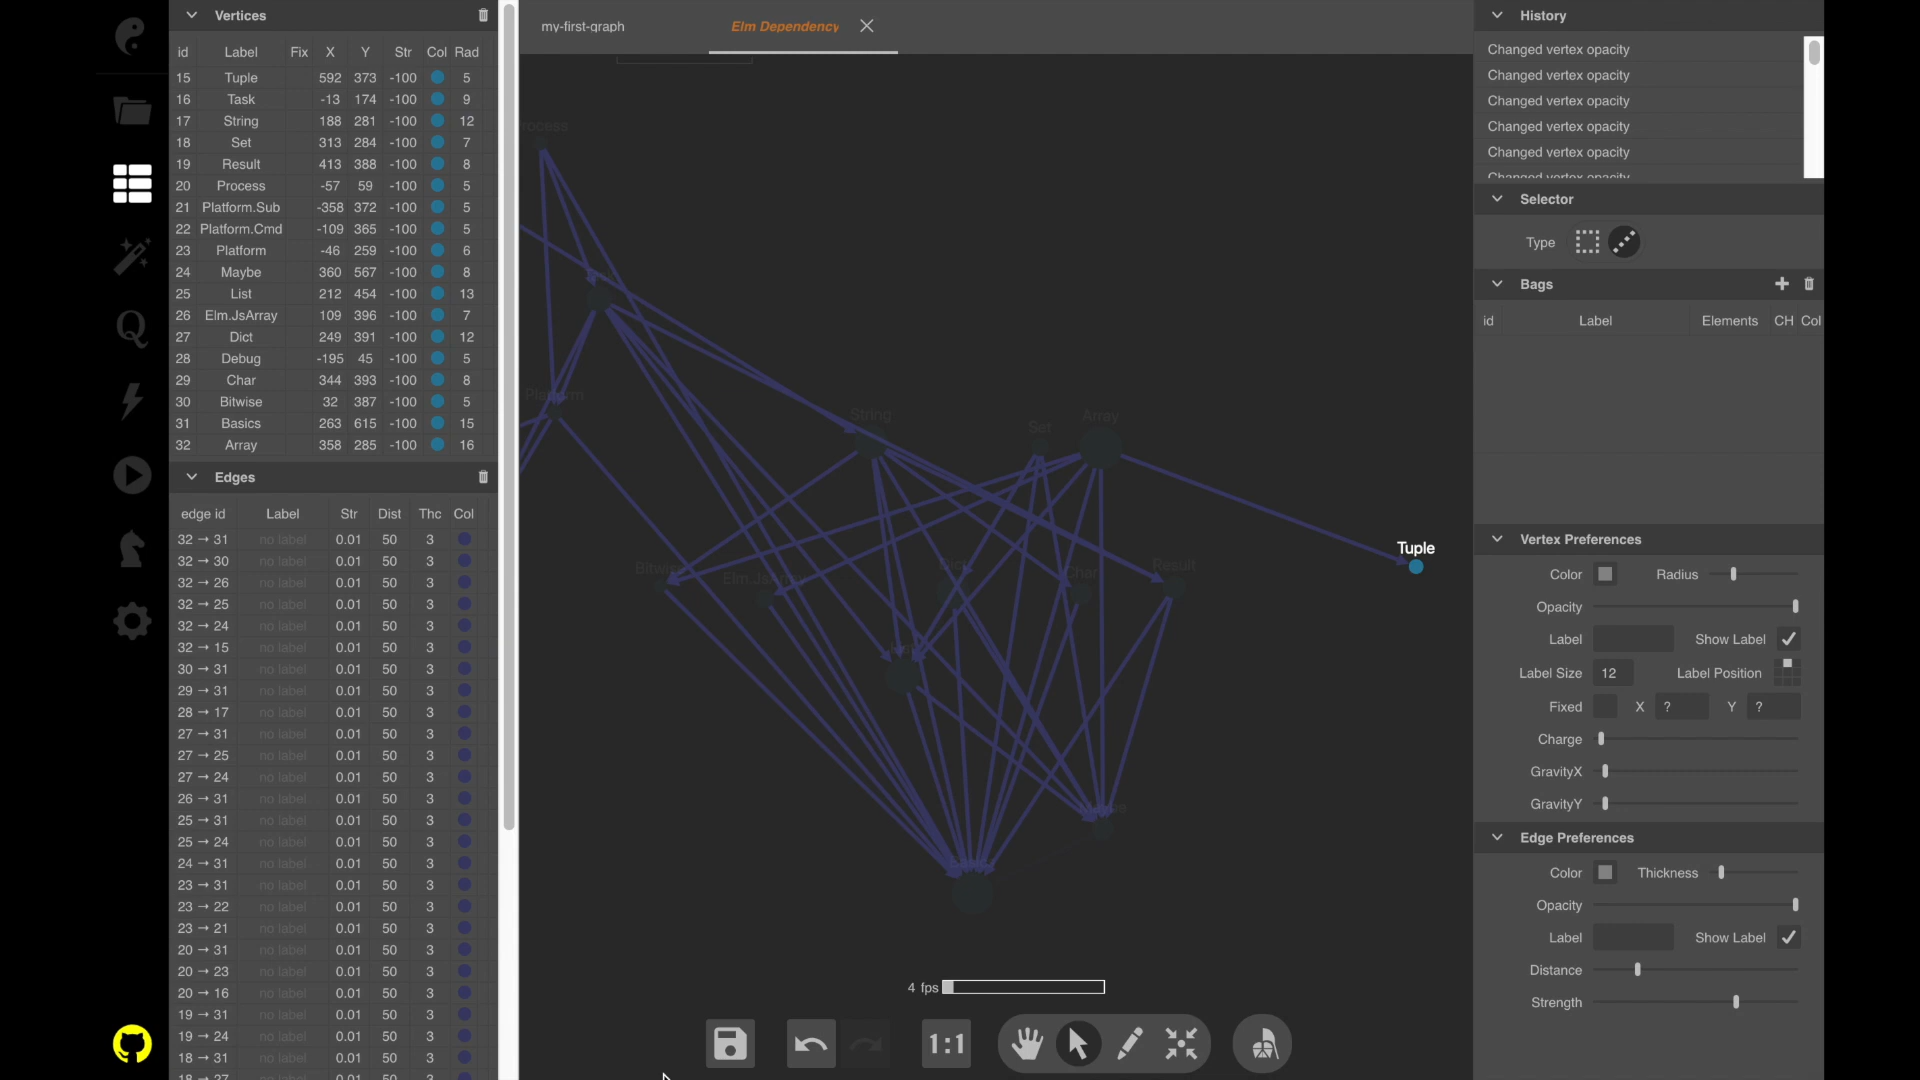 Vertices
id Label Fix X Y Str Col Rad
15 Tuple 592 373 -100 5
16 Task -13 174 -100 9
17 String 188 281 -100 12
18 Set 313 284 -100 7
19 Result 413 388 -100 8
20 Process -57 59 -100 5
21 Platform.Sub -358 372 -100 5
22 Platform.Cmd -109 365 -100 5
23 Platform -46 259 -100 6
24 Maybe 360 567 -100 8
25 List 212 454 -100 13
26 Elm.JsArray 109 396 -100 7
27 Dict 249 391 -100 12
28 Debug -195 45 -100 5
29 Char 344 393 -100 8
30 Bitwise 32 387 -100 5
31 Basics 263 615 -100 15
32 Array 358 285 -100 16
Edges
edge id Label Str Dist Thc Col
32 → 31 no label 0.01 50 3
32 → 30 no label 0.01 50 3
32 → 26 no label 0.01 50 3
32 → 25 no label 0.01 50 3
32 → 24 no label 0.01 50 3
32 → 15 no label 0.01 50 3
30 → 31 no label 0.01 50 3
29 → 31 no label 0.01 50 3
28 → 17 no label 0.01 50 3
27 → 31 no label 0.01 50 3
27 → 25 no label 0.01 50 3
27 → 24 no label 0.01 50 3
26 → 31 no label 0.01 50 3
25 → 31 no label 0.01 50 3
25 → 24 no label 0.01 50 3
24 → 31 no label 0.01 50 3
23 → 31 no label 0.01 50 3
23 → 22 no label 0.01 50 3
23 → 21 no label 0.01 50 3
20 → 31 no label 0.01 50 3
20 → 23 no label 0.01 50 3
20 → 16 no label 0.01 50 3
19 → 31 no label 0.01 50 3
19 → 24 no label 0.01 50 3
18 → 31 no label 0.01 50 3
18 → 27 no label 0.01 50 3
my-first-graph
Elm Dependency
Platform
String
Set
Array
Tuple
Bitwise
Elm.JsArray
Dict
Char
Result
Maybe
Basics
4 fps
1:1
History
Changed vertex opacity
Changed vertex opacity
Changed vertex opacity
Changed vertex opacity
Changed vertex opacity
Changed vertex opacity
Selector
Type
Bags
id Label Elements CH Col
Vertex Preferences
Color Radius
Opacity
Label Show Label
Label Size 12 Label Position
Fixed X ? Y ?
Charge
GravityX
GravityY
Edge Preferences
Color Thickness
Opacity
Label Show Label
Distance
Strength